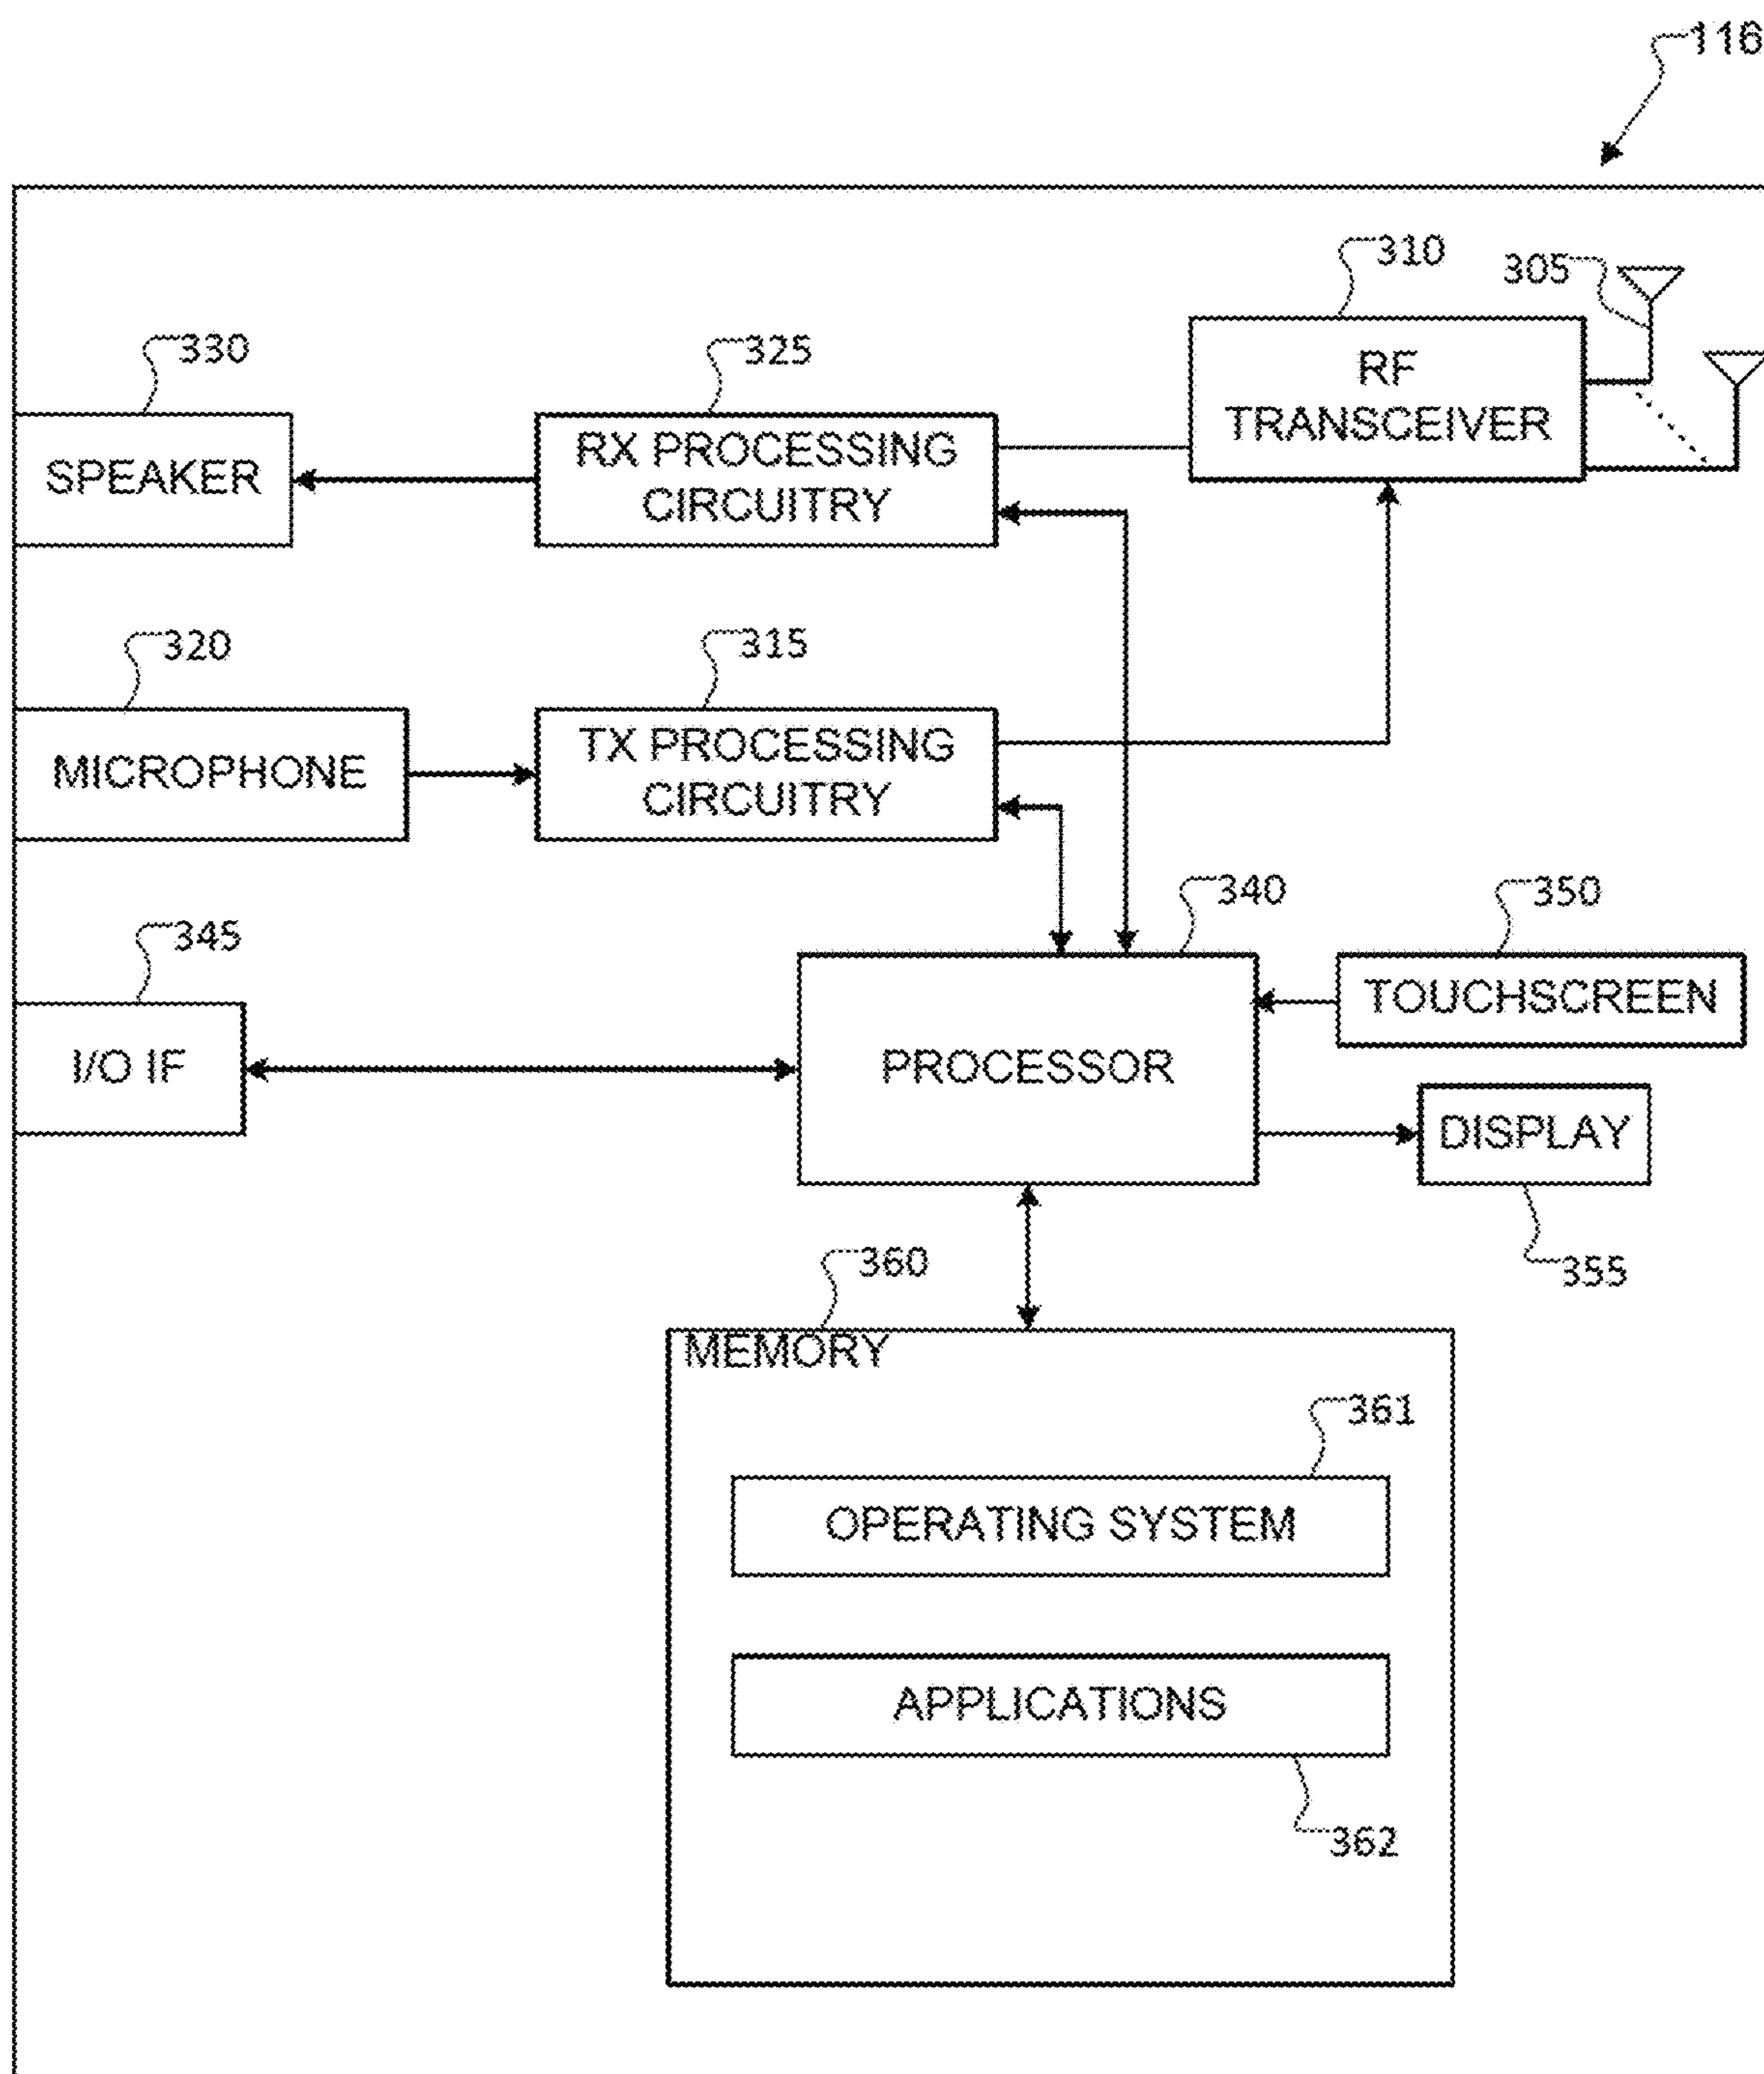 116
310
305
330
325
RF
TRANSCEIVER
SPEAKER
RX PROCESSING
CIRCUITRY
320
315
MICROPHONE
TX PROCESSING
CIRCUITRY
340
350
345
TOUCHSCREEN
I/O IF
PROCESSOR
DISPLAY
360
355
MEMORY
361
OPERATING SYSTEM
APPLICATIONS
362